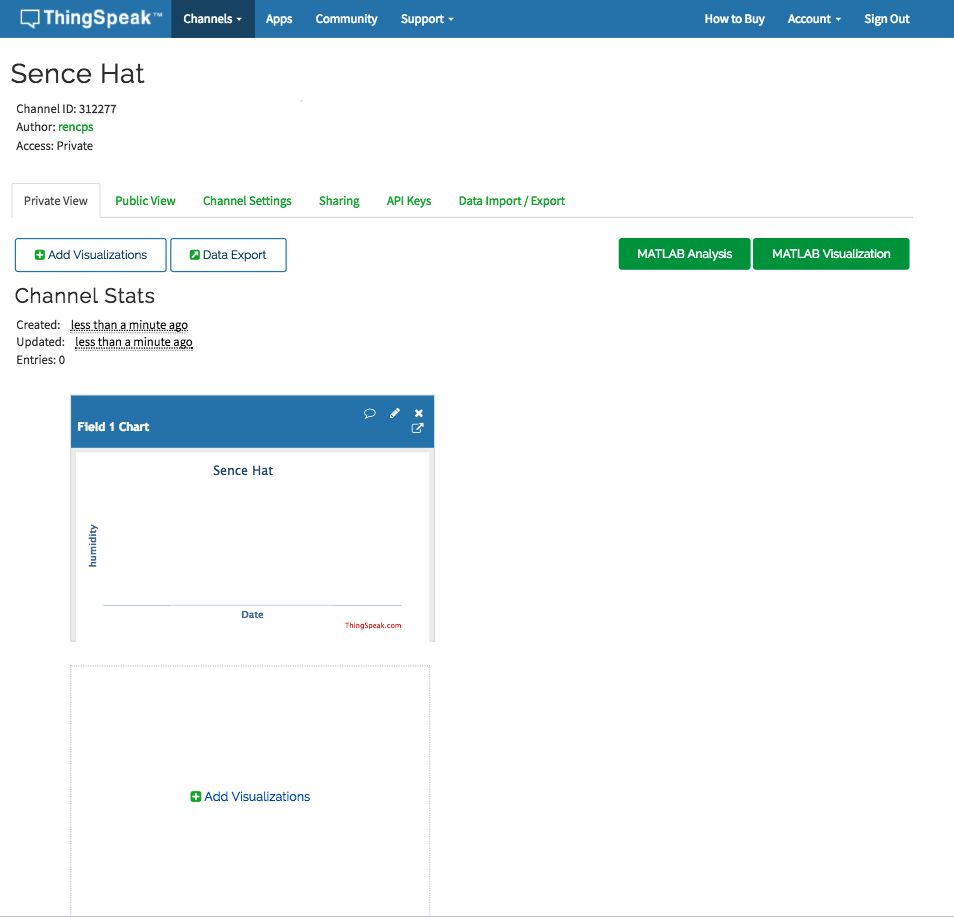 ThingSpeak™ Channels Apps Community Support How to Buy Account Sign Out
Sence Hat
Channel ID: 312277
Author: rencps
Access: Private
Private View Public View Channel Settings Sharing API Keys Data Import / Export
Add Visualizations Data Export MATLAB Analysis MATLAB Visualization
Channel Stats
Created: less than a minute ago
Updated: less than a minute ago
Entries: 0
Field 1 Chart
Sence Hat
humidity
Date
ThingSpeak.com
Add Visualizations